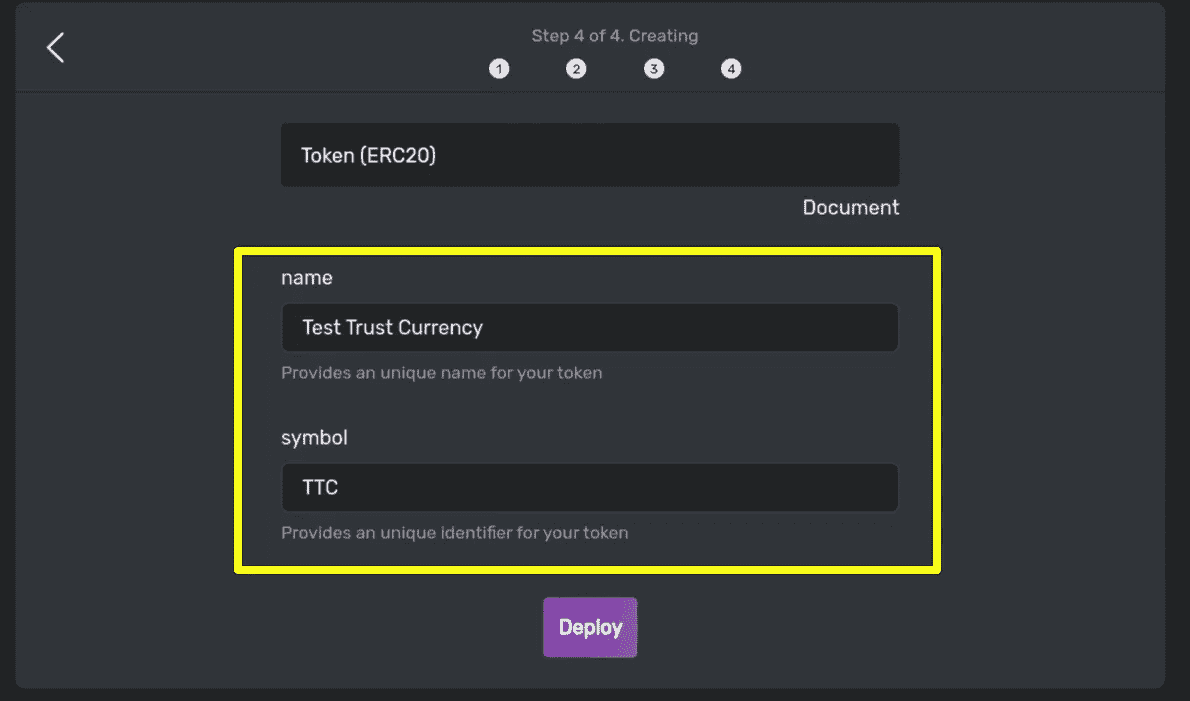 Step 4 of 4. Creating
1 2 3 4
Token (ERC20)
Document
name
Test Trust Currency
Provides an unique name for your token
symbol
TTC
Provides an unique identifier for your token
Deploy